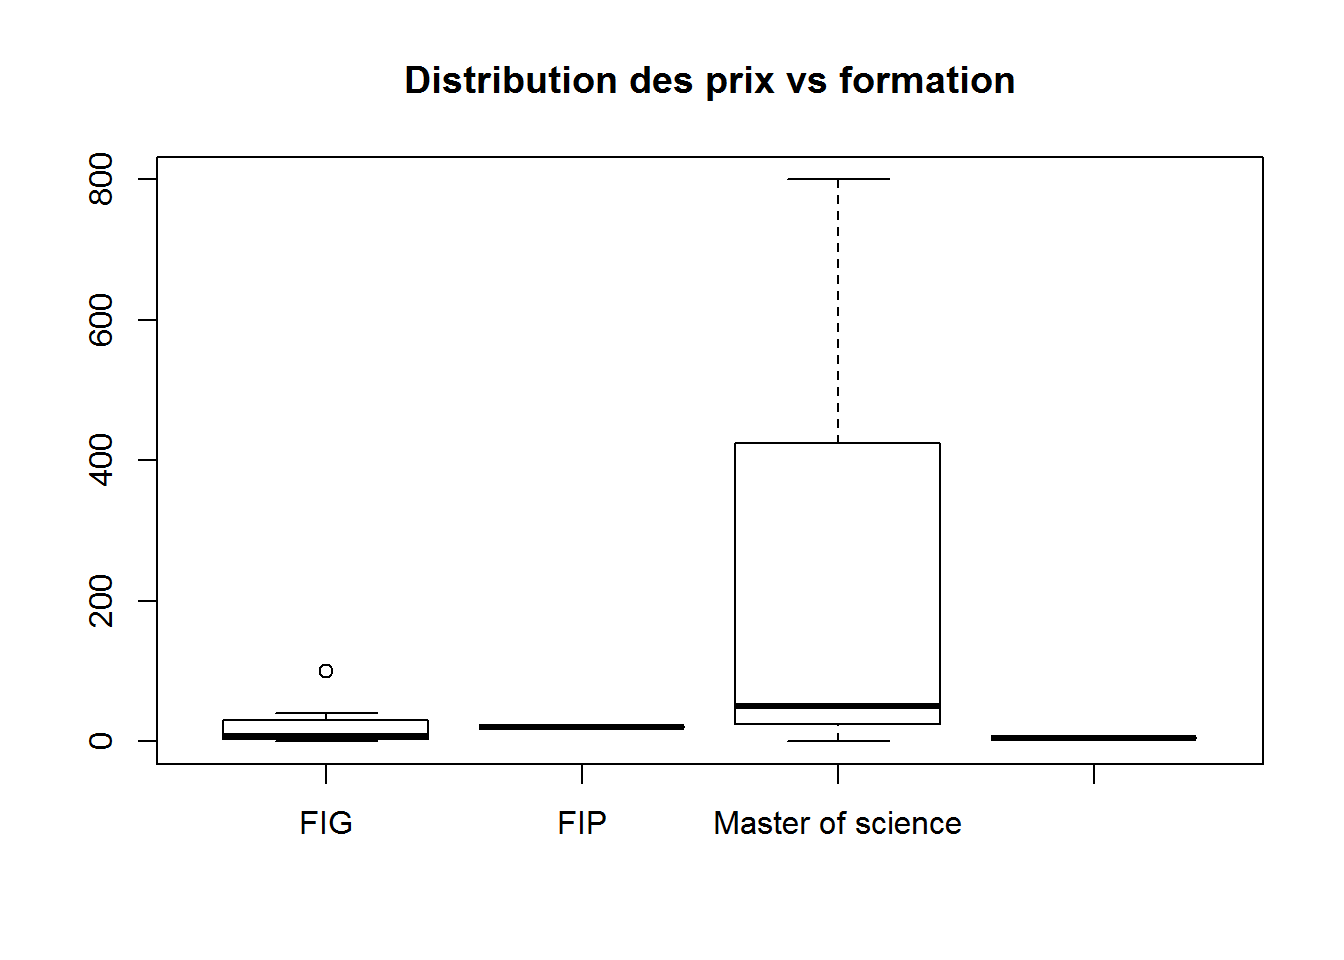 Distribution des prix vs formation
800
600
400
200
0
FIG FIP Master of science